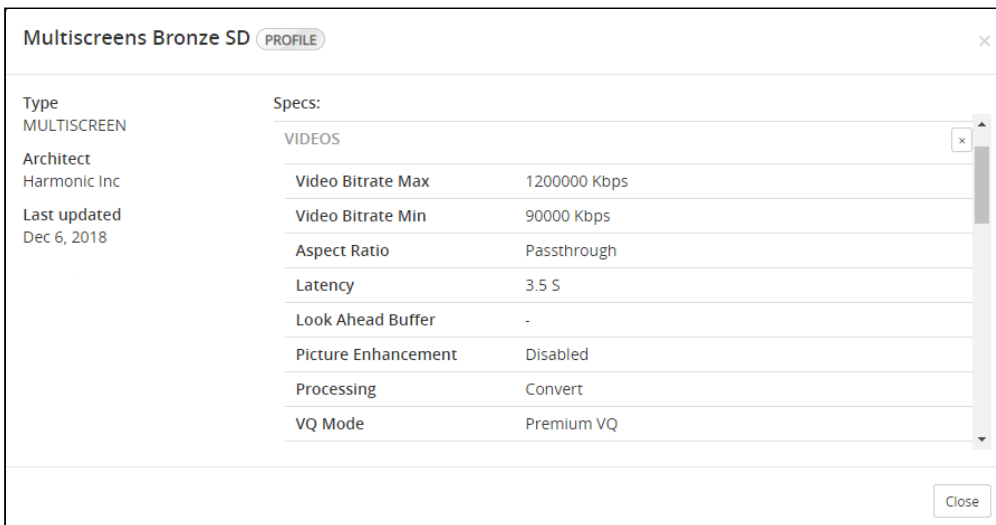 Multiscreens Bronze SD PROFILE ×
Type
MULTISCREEN
Architect
Harmonic Inc
Last updated
Dec 6, 2018
Specs:
VIDEOS ×
Video Bitrate Max 1200000 Kbps
Video Bitrate Min 90000 Kbps
Aspect Ratio Passthrough
Latency 3.5 S
Look Ahead Buffer -
Picture Enhancement Disabled
Processing Convert
VQ Mode Premium VQ
Close